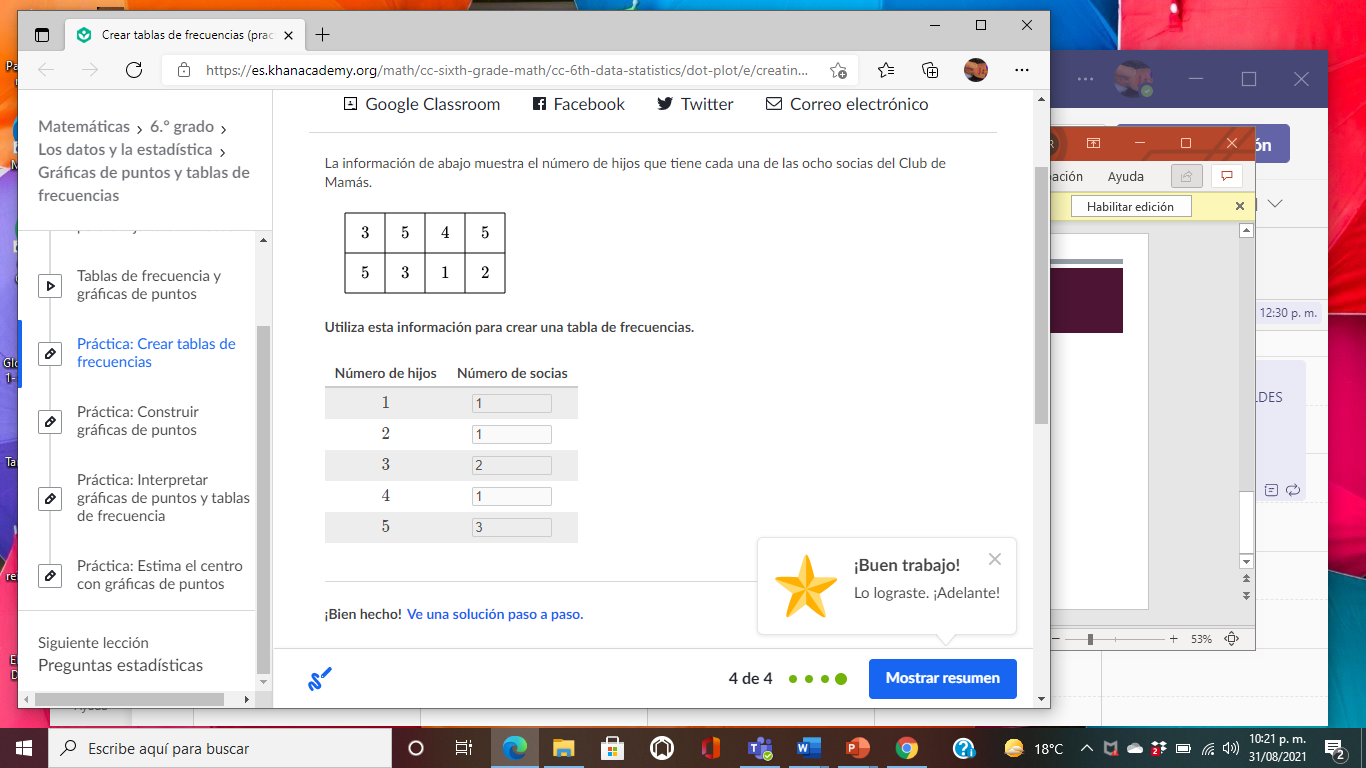 Crear tablas de frecuencias (prac
https://es.khanacademy.org/math/cc-sixth-grade-math/cc-6th-data-statistics/dot-plot/e/creatin...
Google Classroom Facebook Twitter Correo electrónico
Matemáticas 6.º grado
Los datos y la estadística
Gráficas de puntos y tablas de
frecuencias
Tablas de frecuencia y
gráficas de puntos
Práctica: Crear tablas de
frecuencias
Práctica: Construir
gráficas de puntos
Práctica: Interpretar
gráficas de puntos y tablas
de frecuencia
Práctica: Estima el centro
con gráficas de puntos
Siguiente lección
Preguntas estadísticas
La información de abajo muestra el número de hijos que tiene cada una de las ocho socias del Club de
Mamás.
3 5 4 5
5 3 1 2
Utiliza esta información para crear una tabla de frecuencias.
Número de hijos Número de socias
1 1
2 1
3 2
4 1
5 3
¡Buen trabajo!
Lo lograste. ¡Adelante!
¡Bien hecho! Ve una solución paso a paso.
4 de 4
Mostrar resumen
ón
ación Ayuda
Habilitar edición
12:30 p. m.
LDES
53%
Escribe aquí para buscar
18°C
10:21 p. m.
31/08/2021
2